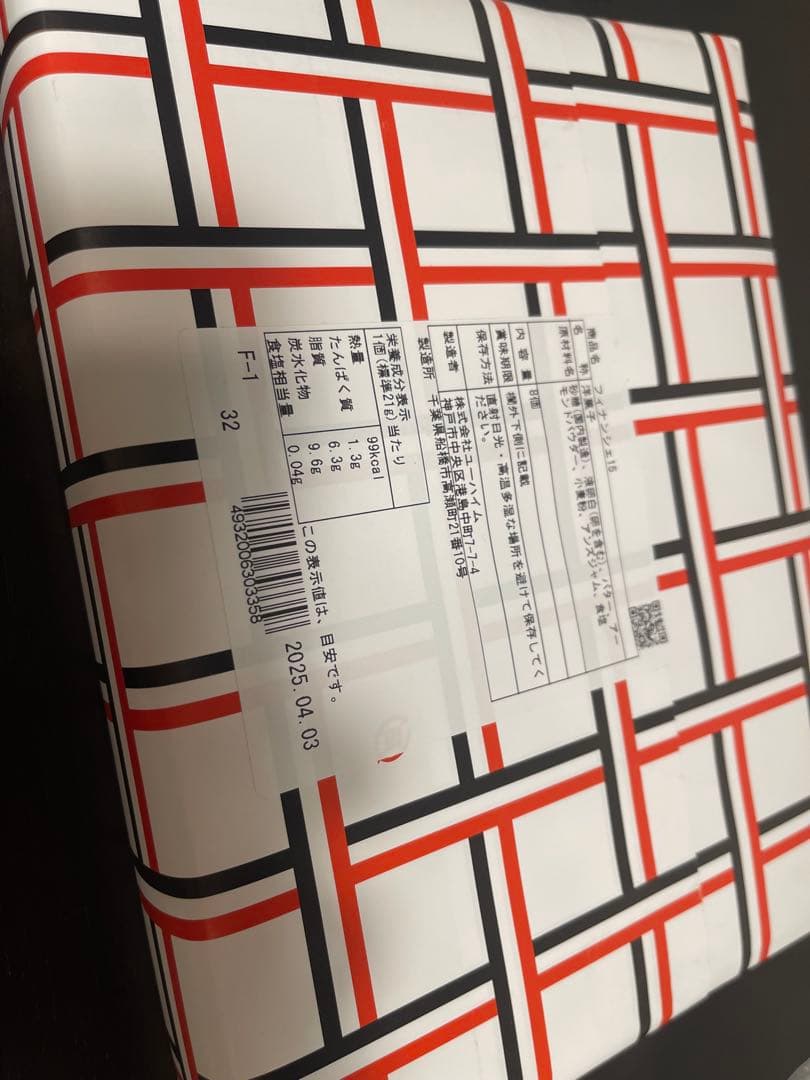 商品名 フィナンシェ15
名 称 洋菓子
原材料名 砂糖(国内製造)、液卵白(卵を含む)、バター、アー
モンドパウダー、小麦粉、アンズジャム、食塩
内 容 量 8個
賞味期限 欄外下側に記載
保存方法 直射日光・高温多湿な場所を避けて保存してく
ださい。
製造者 株式会社ユーハイム
神戸市中央区港島中町7-7-4
製造所 千葉県船橋市高瀬町21番10号
栄養成分表示
1個(標準21g)当たり
熱量 99kcal
たんぱく質 1.3g
脂質 6.3g
炭水化物 9.6g
食塩相当量 0.04g
この表示値は、目安です。
2025.04.03
4932006303358
F-1
32